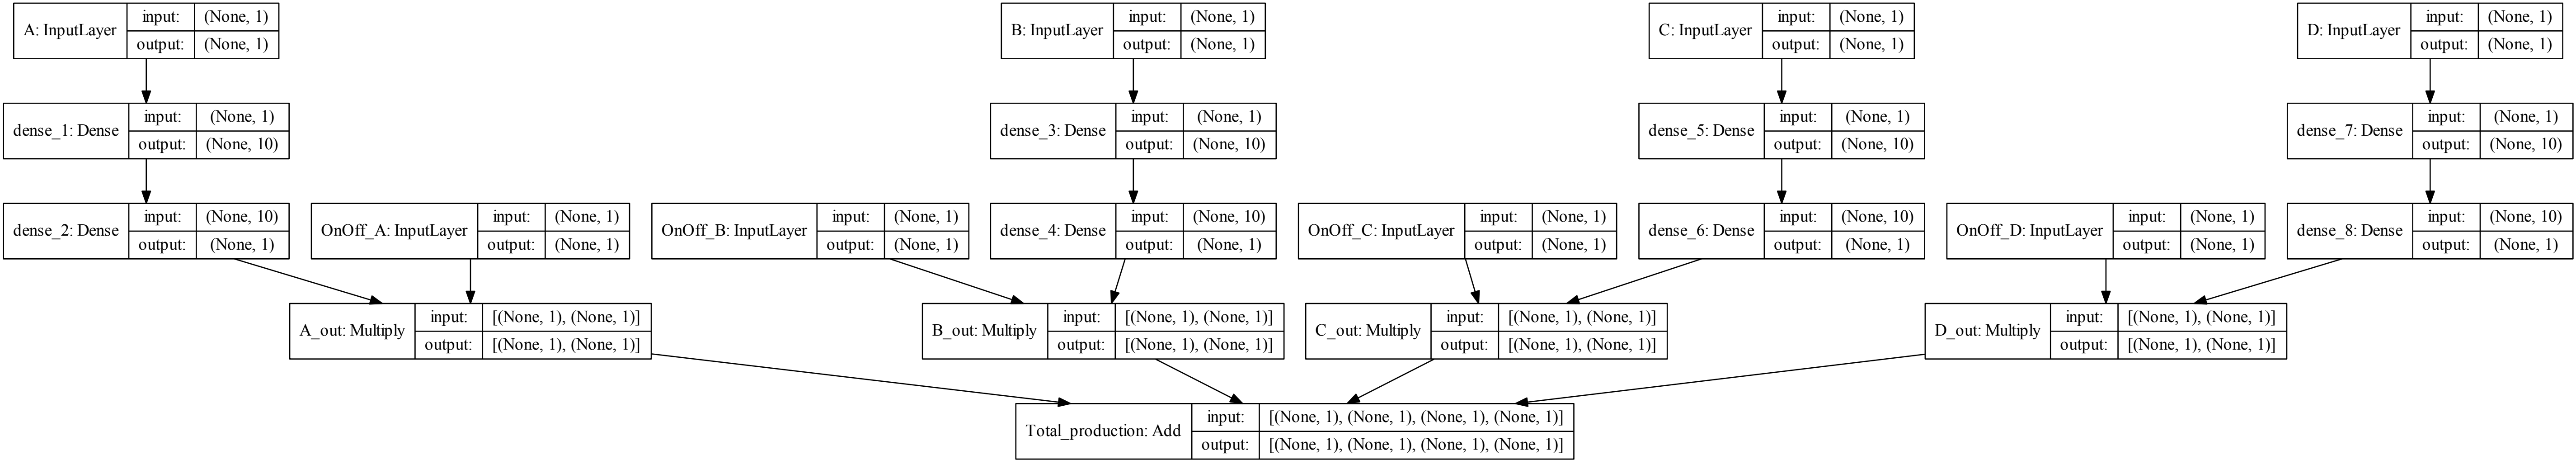 A: InputLayer
input: (None, 1)
output: (None, 1)
B: InputLayer
input: (None, 1)
output: (None, 1)
C: InputLayer
input: (None, 1)
output: (None, 1)
D: InputLayer
input: (None, 1)
output: (None, 1)
dense_1: Dense
input: (None, 1)
output: (None, 10)
dense_3: Dense
input: (None, 1)
output: (None, 10)
dense_5: Dense
input: (None, 1)
output: (None, 10)
dense_7: Dense
input: (None, 1)
output: (None, 10)
dense_2: Dense
input: (None, 10)
output: (None, 1)
OnOff_A: InputLayer
input: (None, 1)
output: (None, 1)
OnOff_B: InputLayer
input: (None, 1)
output: (None, 1)
dense_4: Dense
input: (None, 10)
output: (None, 1)
OnOff_C: InputLayer
input: (None, 1)
output: (None, 1)
dense_6: Dense
input: (None, 10)
output: (None, 1)
OnOff_D: InputLayer
input: (None, 1)
output: (None, 1)
dense_8: Dense
input: (None, 10)
output: (None, 1)
A_out: Multiply
input: [(None, 1), (None, 1)]
output: [(None, 1), (None, 1)]
B_out: Multiply
input: [(None, 1), (None, 1)]
output: [(None, 1), (None, 1)]
C_out: Multiply
input: [(None, 1), (None, 1)]
output: [(None, 1), (None, 1)]
D_out: Multiply
input: [(None, 1), (None, 1)]
output: [(None, 1), (None, 1)]
Total_production: Add
input: [(None, 1), (None, 1), (None, 1), (None, 1)]
output: [(None, 1), (None, 1), (None, 1), (None, 1)]